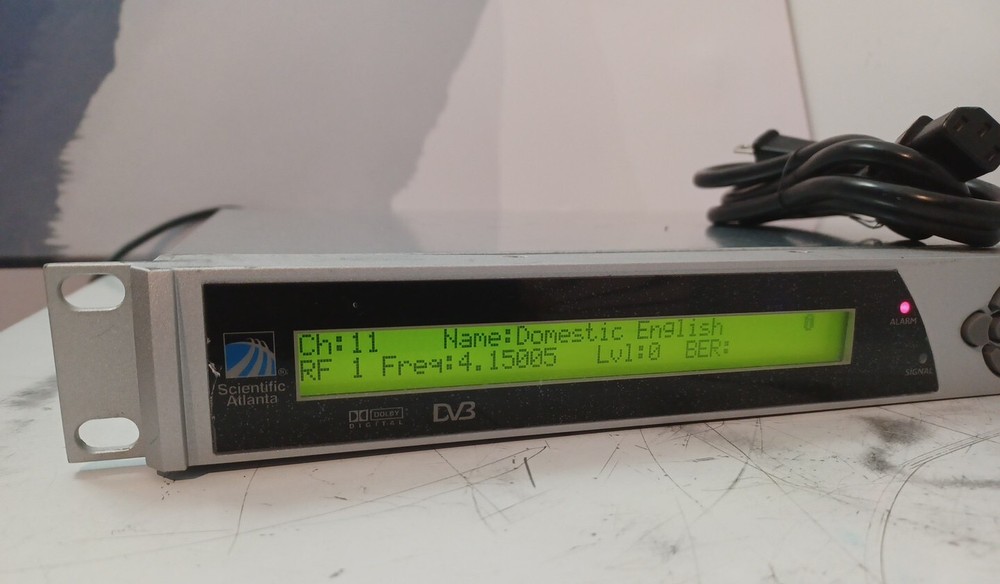 Ch:11 Name:Domestic English
RF 1 Freq:4.15005 Lvl:0 BER:
Scientific
Atlanta
®
DOLBY
DIGITAL
DVB
ALARM
SIGNAL